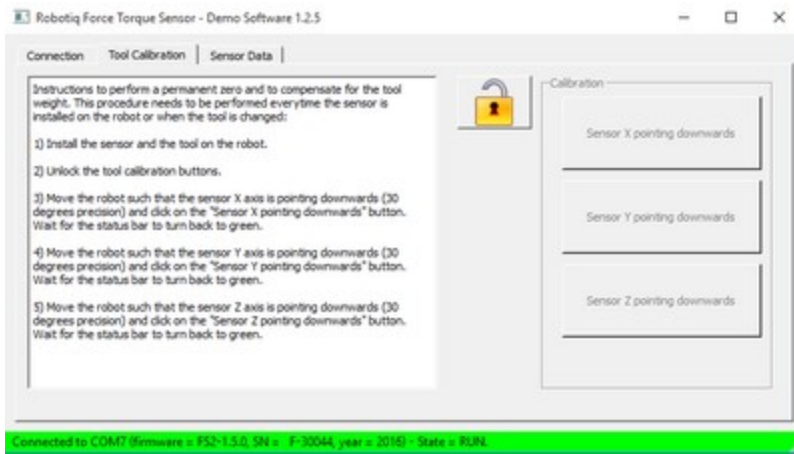 Robotiq Force Torque Sensor - Demo Software 1.2.5
Connection Tool Calibration Sensor Data
Instructions to perform a permanent zero and to compensate for the tool
weight. This procedure needs to be performed everytime the sensor is
installed on the robot or when the tool is changed:
1) Install the sensor and the tool on the robot.
2) Unlock the tool calibration buttons.
3) Move the robot such that the sensor X axis is pointing downwards (30
degrees precision) and click on the "Sensor X pointing downwards" button.
Wait for the status bar to turn back to green.
4) Move the robot such that the sensor Y axis is pointing downwards (30
degrees precision) and click on the "Sensor Y pointing downwards" button.
Wait for the status bar to turn back to green.
5) Move the robot such that the sensor Z axis is pointing downwards (30
degrees precision) and click on the "Sensor Z pointing downwards" button.
Wait for the status bar to turn back to green.
Calibration
Sensor X pointing downwards
Sensor Y pointing downwards
Sensor Z pointing downwards
Connected to COM7 (firmware = FS2-1.5.0, SN = F-30044, year = 2016) - State = RUN.